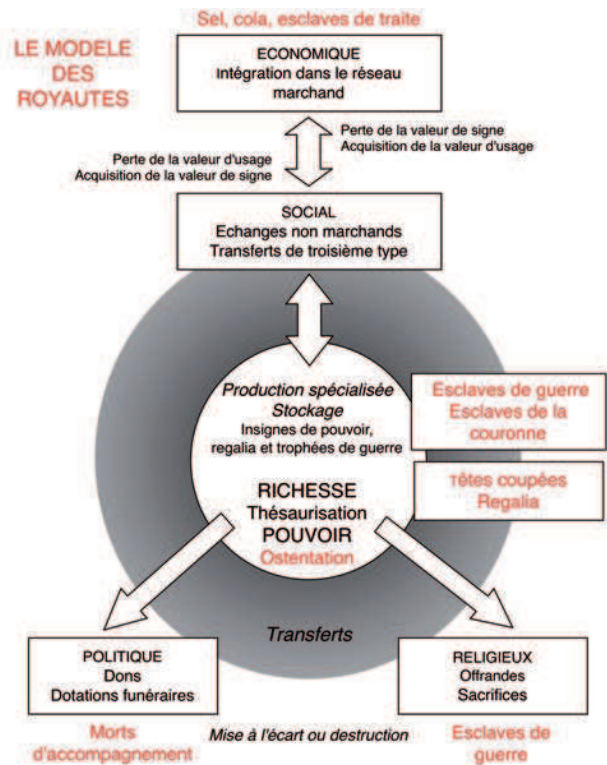 Sel, cola, esclaves de traite
LE MODELE
DES
ROYAUTES
ECONOMIQUE
Intégration dans le réseau
marchand
Perte de la valeur de signe
Acquisition de la valeur d'usage
Perte de la valeur d'usage
Acquisition de la valeur de signe
SOCIAL
Echanges non marchands
Transferts de troisième type
Production spécialisée
Stockage
Insignes de pouvoir,
regalia et trophées de guerre
Esclaves de guerre
Esclaves de la
couronne
Têtes coupées
Regalia
RICHESSE
Thésaurisation
POUVOIR
Ostentation
Transferts
POLITIQUE
Dons
Dotations funéraires
RELIGIEUX
Offrandes
Sacrifices
Morts
d'accompagnement
Mise à l'écart ou destruction
Esclaves de
guerre